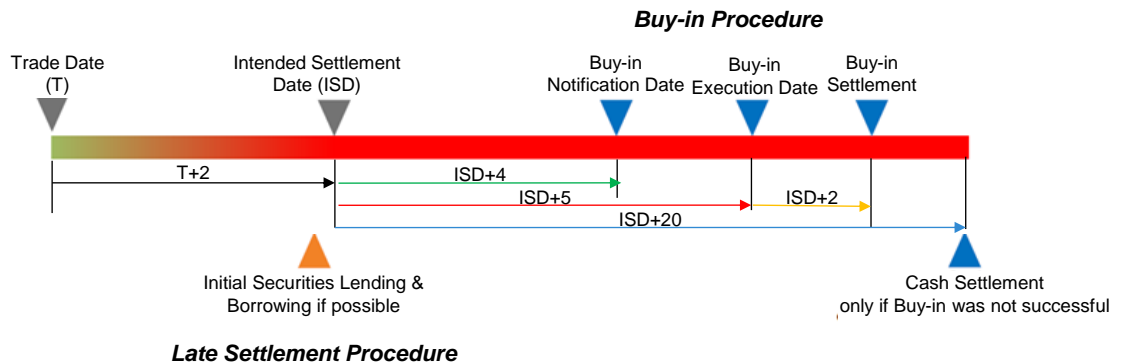 Buy-in Procedure
Trade Date
(T)
Intended Settlement
Date (ISD)
Buy-in
Notification Date
Buy-in
Execution Date
Buy-in
Settlement
T+2
ISD+4
ISD+5
ISD+2
ISD+20
Initial Securities Lending &
Borrowing if possible
Cash Settlement
only if Buy-in was not successful
Late Settlement Procedure